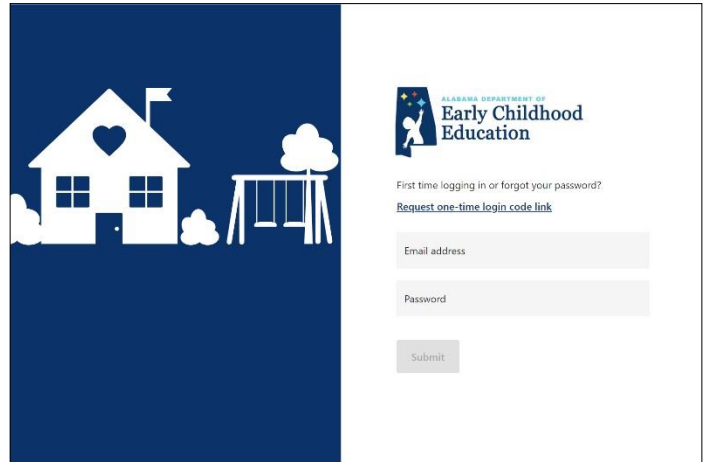 ALABAMA DEPARTMENT OF
Early Childhood
Education
First time logging in or forgot your password?
Request one-time login code link
Email address
Password
Submit